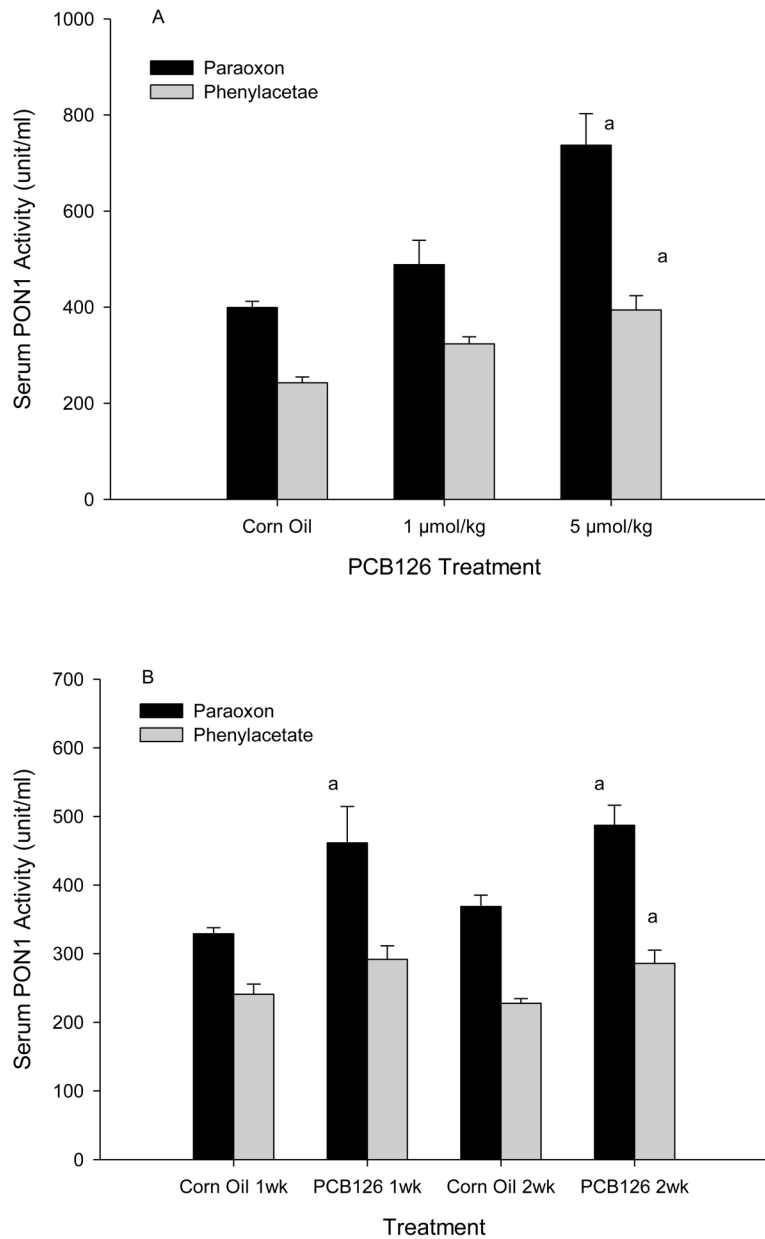 A
Paraoxon
Phenylacetae
1000
800
600
400
200
0
Serum PON1 Activity (unit/ml)
a
a
Corn Oil
1 µmol/kg
5 µmol/kg
PCB126 Treatment
B
Paraoxon
Phenylacetate
700
600
500
400
300
200
100
0
Serum PON1 Activity (unit/ml)
a
a
a
Corn Oil 1wk
PCB126 1wk
Corn Oil 2wk
PCB126 2wk
Treatment